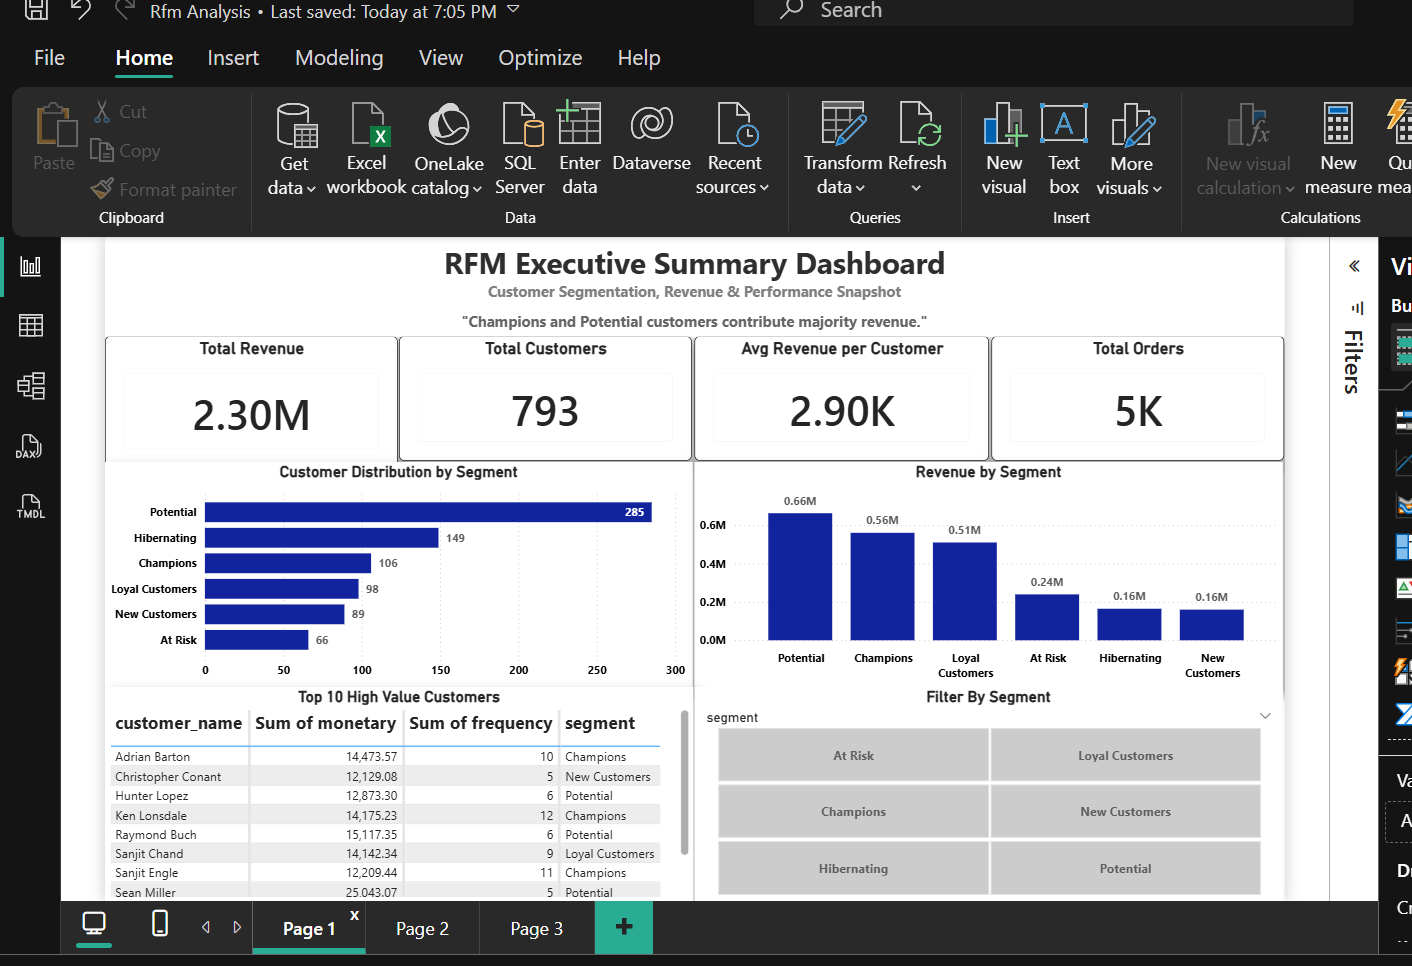 Rfm Analysis • Last saved: Today at 7:05 PM
Search
File Home Insert Modeling View Optimize Help
Paste
Cut
Copy
Format painter
Clipboard
Get data
Excel workbook
OneLake catalog
SQL Server
Enter data
Dataverse
Recent sources
Data
Transform data
Refresh
Queries
New visual
Text box
More visuals
Insert
New visual calculation
New measure
Calculations
DAX
TMDL
RFM Executive Summary Dashboard
Customer Segmentation, Revenue & Performance Snapshot
"Champions and Potential customers contribute majority revenue."
Total Revenue
2.30M
Total Customers
793
Avg Revenue per Customer
2.90K
Total Orders
5K
Customer Distribution by Segment
Potential 285
Hibernating 149
Champions 106
Loyal Customers 98
New Customers 89
At Risk 66
0 50 100 150 200 250 300
Revenue by Segment
0.6M
0.4M
0.2M
0.0M
0.66M 0.56M 0.51M 0.24M 0.16M 0.16M
Potential Champions Loyal Customers At Risk Hibernating New Customers
Top 10 High Value Customers
customer_name Sum of monetary Sum of frequency segment
Adrian Barton 14,473.57 10 Champions
Christopher Conant 12,129.08 5 New Customers
Hunter Lopez 12,873.30 6 Potential
Ken Lonsdale 14,175.23 12 Champions
Raymond Buch 15,117.35 6 Potential
Sanjit Chand 14,142.34 9 Loyal Customers
Sanjit Engle 12,209.44 11 Champions
Sean Miller 25,043.07 5 Potential
Filter By Segment
segment
At Risk Loyal Customers
Champions New Customers
Hibernating Potential
Filters
Page 1 x
Page 2
Page 3